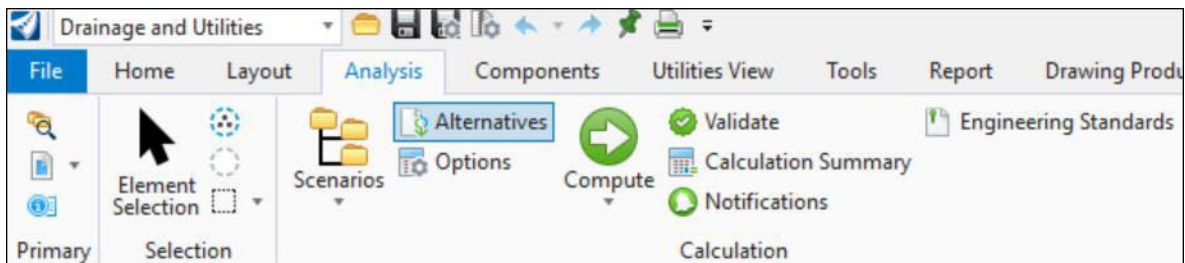 Drainage and Utilities
File Home Layout Analysis Components Utilities View Tools Report Drawing Produ
Alternatives Validate Engineering Standards
Options Calculation Summary
Scenarios Compute
Element
Selection
Notifications
Primary Selection Calculation